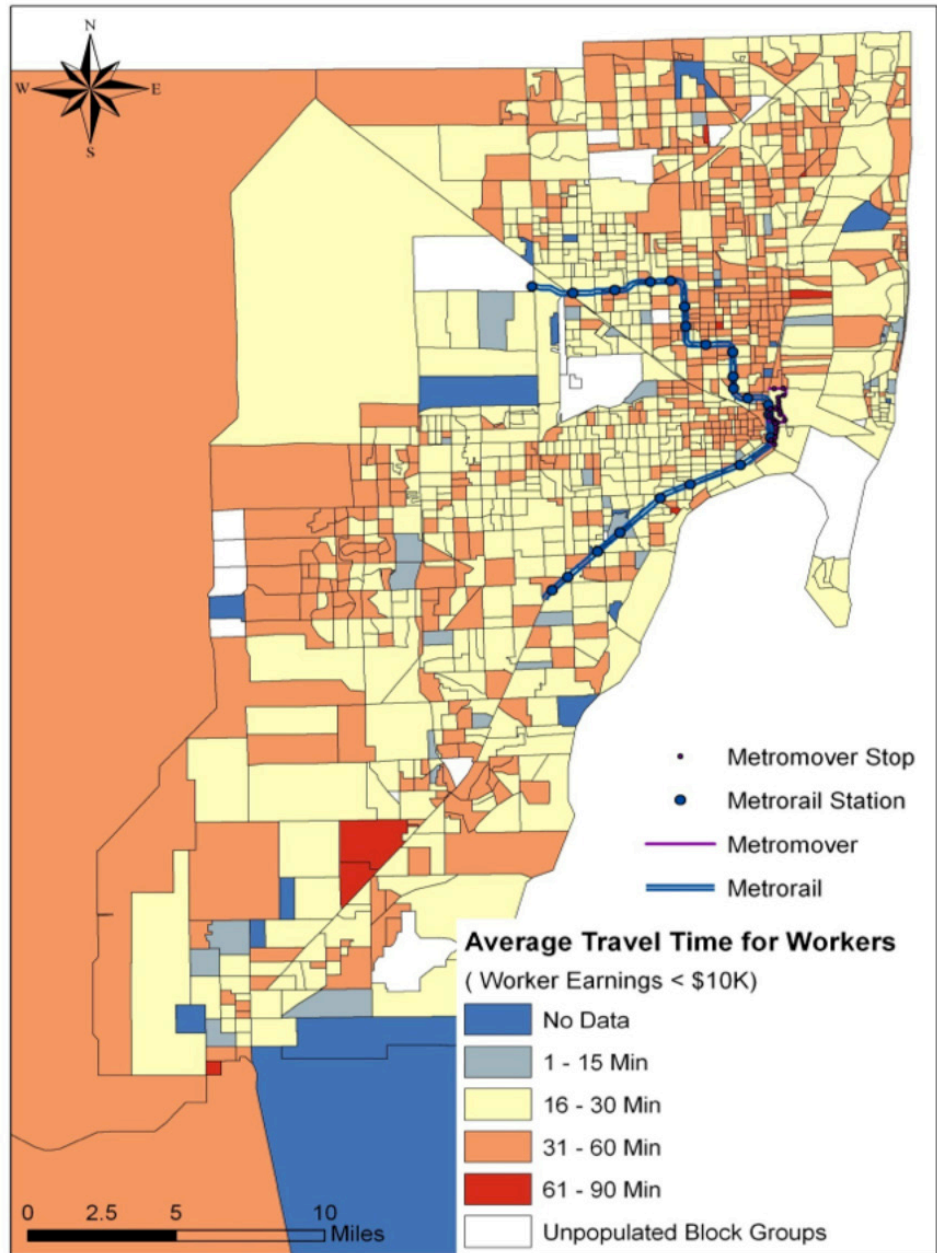 N
W E
S
Metromover Stop
Metrorail Station
Metromover
Metrorail
Average Travel Time for Workers
( Worker Earnings < $10K)
No Data
1 - 15 Min
16 - 30 Min
31 - 60 Min
61 - 90 Min
Unpopulated Block Groups
0 2.5 5 10
Miles